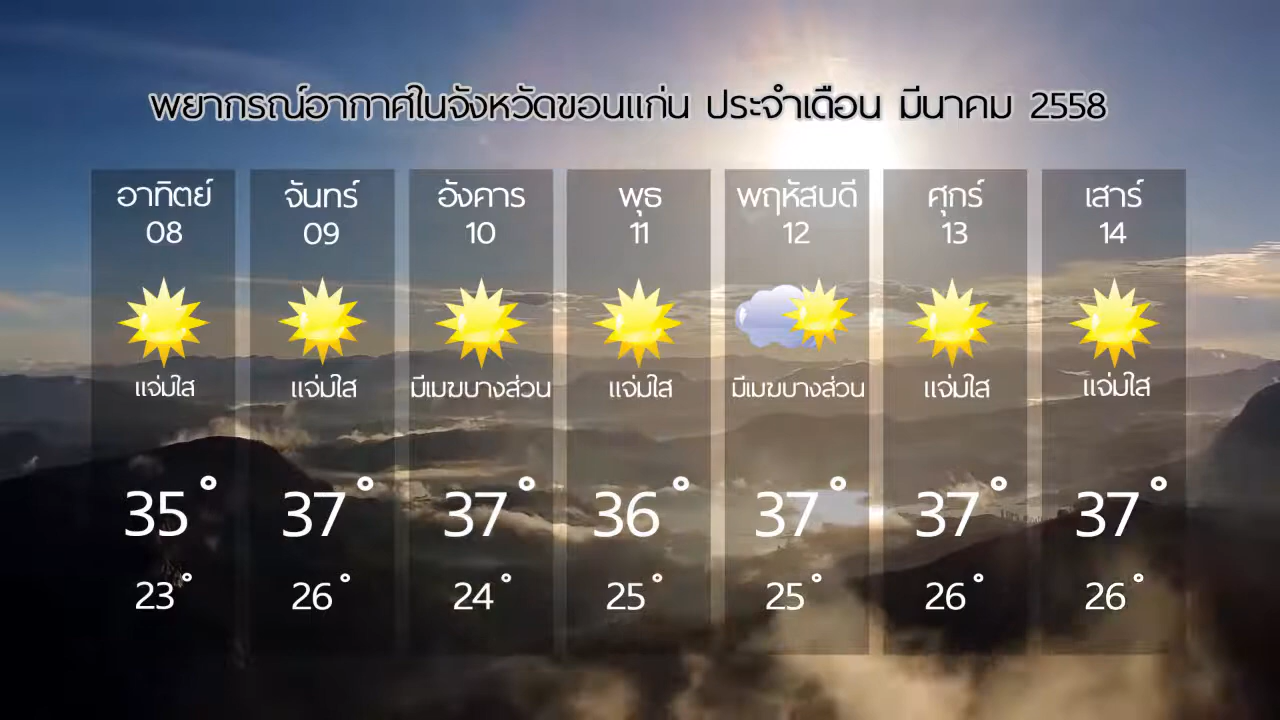 พยากรณ์อากาศในจังหวัดขอนแก่น ประจำเดือน มีนาคม 2558
อาทิตย์
08
แจ่มใส
35°
23°
จันทร์
09
แจ่มใส
37°
26°
อังคาร
10
มีเมฆบางส่วน
37°
24°
พุธ
11
แจ่มใส
36°
25°
พฤหัสบดี
12
มีเมฆบางส่วน
37°
25°
ศุกร์
13
แจ่มใส
37°
26°
เสาร์
14
แจ่มใส
37°
26°